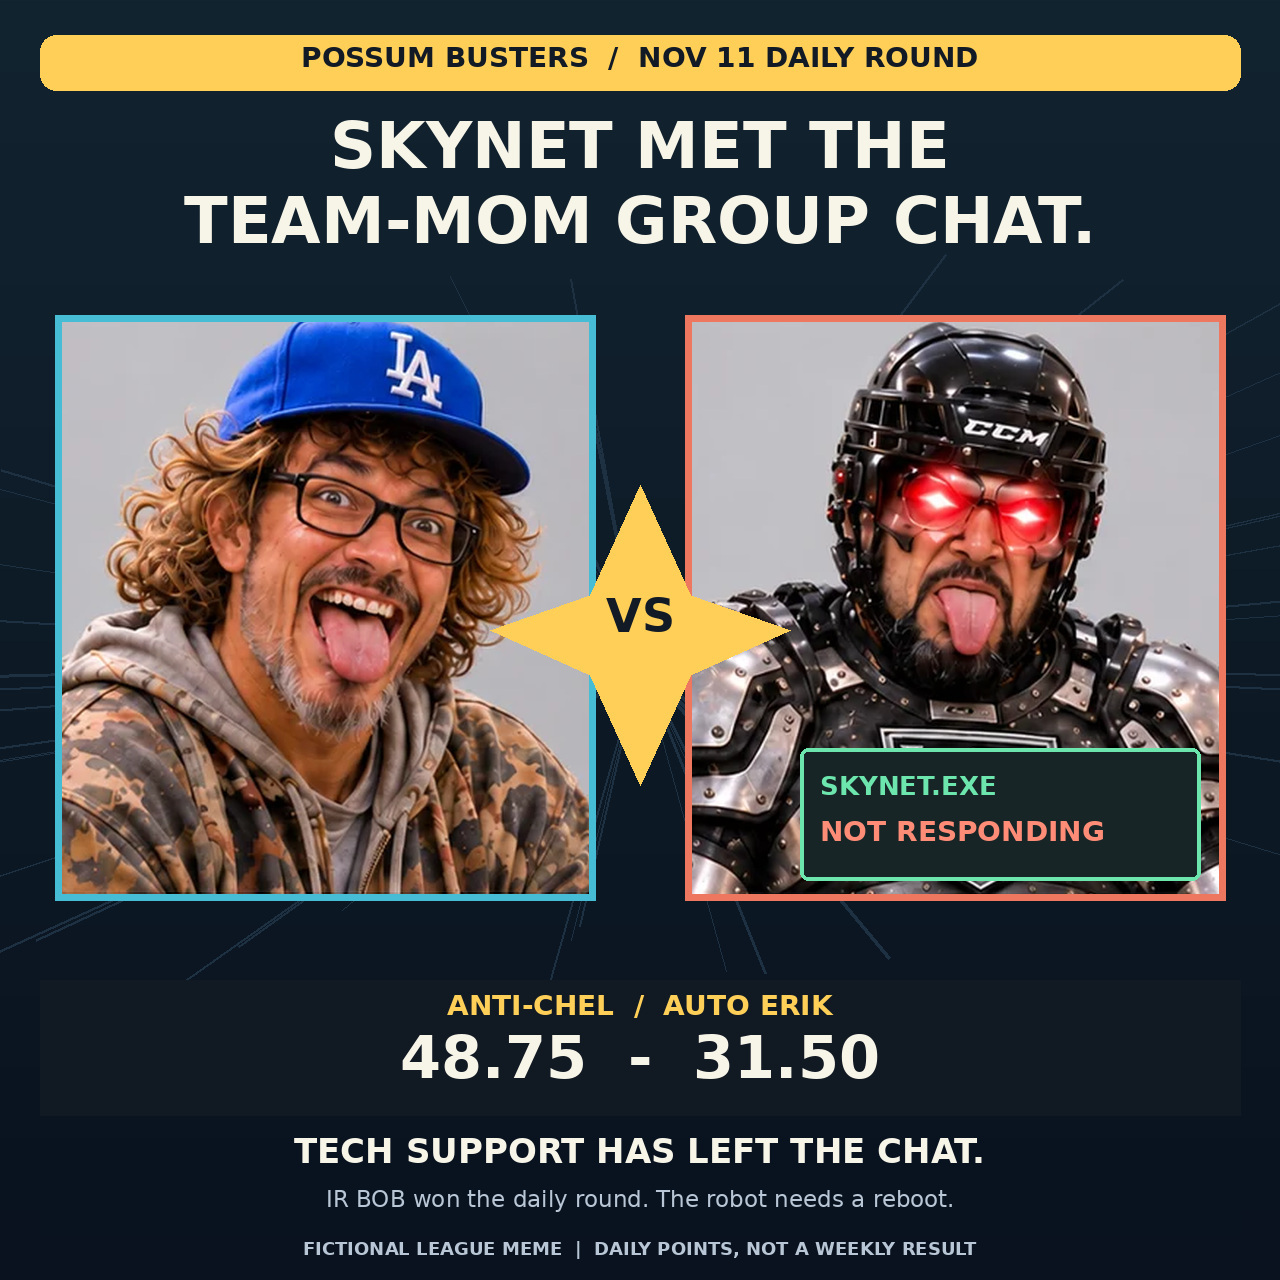 POSSUM BUSTERS / NOV 11 DAILY ROUND
SKYNET MET THE
TEAM-MOM GROUP CHAT.
LA
CCM
VS
SKYNET.EXE
NOT RESPONDING
ANTI-CHEL / AUTO ERIK
48.75 - 31.50
TECH SUPPORT HAS LEFT THE CHAT.
IR BOB won the daily round. The robot needs a reboot.
FICTIONAL LEAGUE MEME | DAILY POINTS, NOT A WEEKLY RESULT